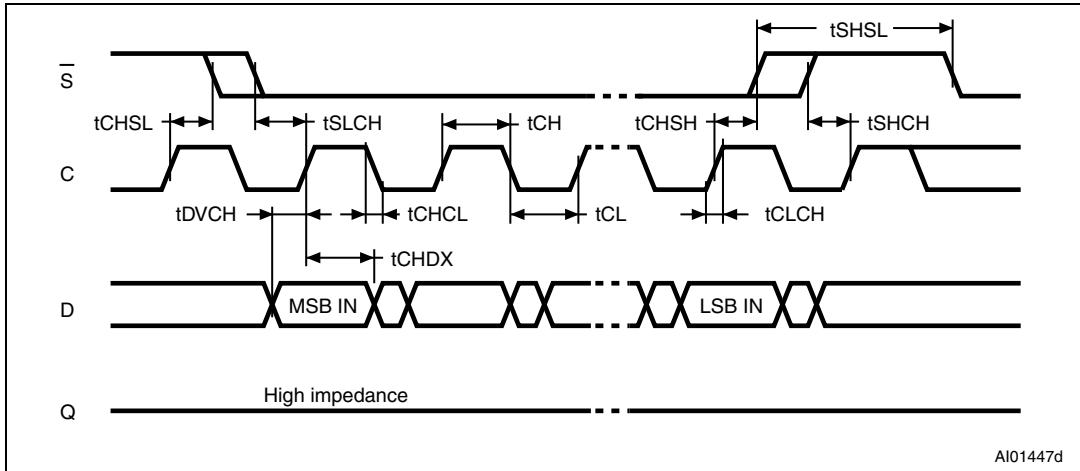 tSHSL
S̅
tCHSL tSLCH tCH tCHSH tSHCH
C
tDVCH tCHCL tCL tCLCH
tCHDX
D MSB IN LSB IN
High impedance
Q
AI01447d